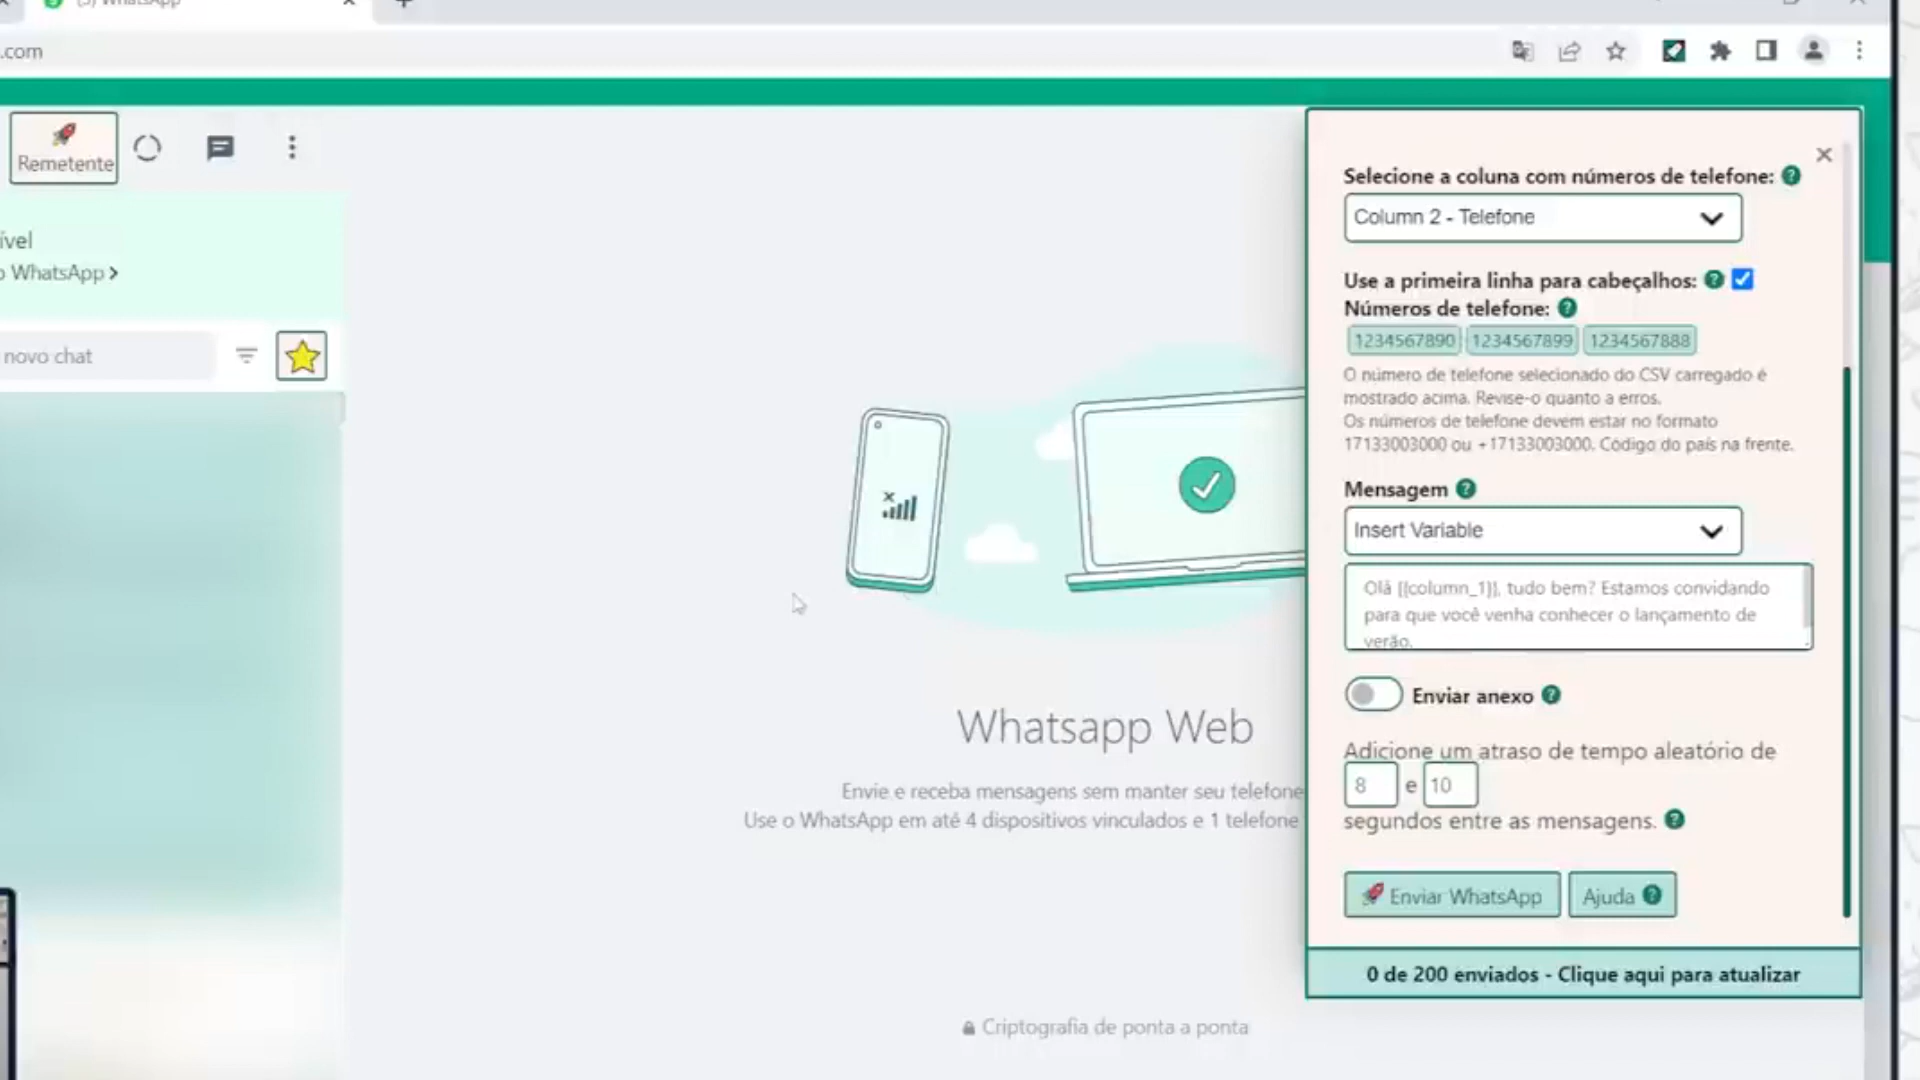 (3) WhatsApp
.com
Remetente
ível
o WhatsApp
novo chat
Whatsapp Web
Envie e receba mensagens sem manter seu telefone
Use o WhatsApp em até 4 dispositivos vinculados e 1 telefone
Criptografia de ponta a ponta
Selecione a coluna com números de telefone:
Column 2 - Telefone
Use a primeira linha para cabeçalhos:
Números de telefone:
1234567890 1234567899 1234567888
O número de telefone selecionado do CSV carregado é
mostrado acima. Revise-o quanto a erros.
Os números de telefone devem estar no formato
17133003000 ou +17133003000. Código do país na frente.
Mensagem
Insert Variable
Olá {{column_1}}, tudo bem? Estamos convidando
para que você venha conhecer o lançamento de
verão.
Enviar anexo
Adicione um atraso de tempo aleatório de
8 e 10
segundos entre as mensagens.
Enviar WhatsApp
Ajuda
0 de 200 enviados - Clique aqui para atualizar